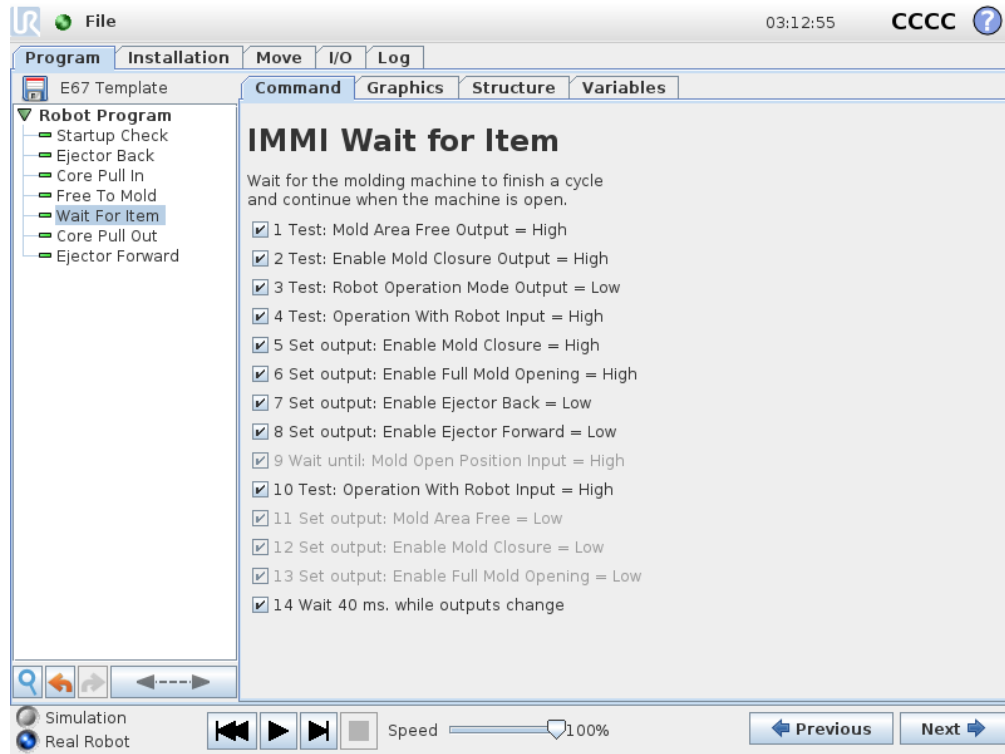 UR File 03:12:55 CCCC ?
Program Installation Move I/O Log
E67 Template
Command Graphics Structure Variables
Robot Program
Startup Check
Ejector Back
Core Pull In
Free To Mold
Wait For Item
Core Pull Out
Ejector Forward
IMMI Wait for Item
Wait for the molding machine to finish a cycle
and continue when the machine is open.
1 Test: Mold Area Free Output = High
2 Test: Enable Mold Closure Output = High
3 Test: Robot Operation Mode Output = Low
4 Test: Operation With Robot Input = High
5 Set output: Enable Mold Closure = High
6 Set output: Enable Full Mold Opening = High
7 Set output: Enable Ejector Back = Low
8 Set output: Enable Ejector Forward = Low
9 Wait until: Mold Open Position Input = High
10 Test: Operation With Robot Input = High
11 Set output: Mold Area Free = Low
12 Set output: Enable Mold Closure = Low
13 Set output: Enable Full Mold Opening = Low
14 Wait 40 ms. while outputs change
Simulation
Real Robot
Speed 100%
Previous Next